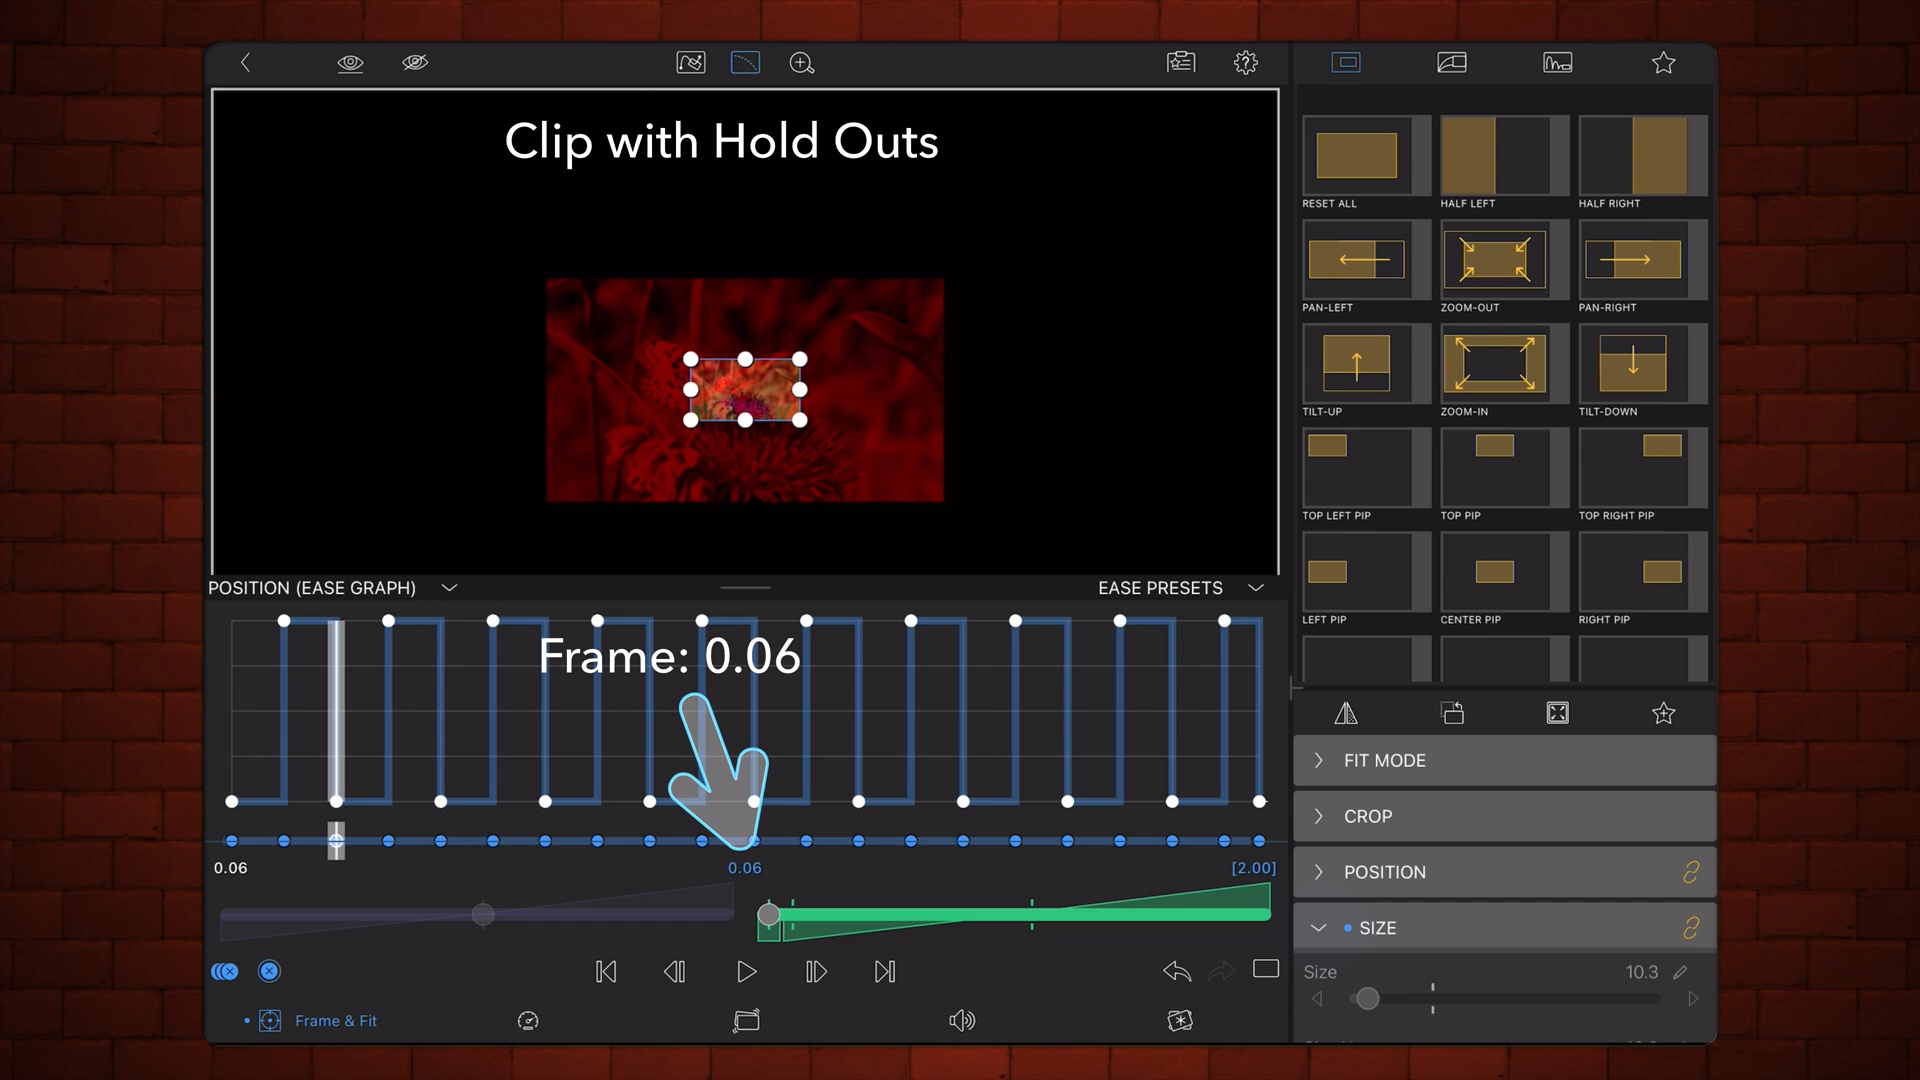 Clip with Hold Outs
RESET ALL
HALF LEFT
HALF RIGHT
PAN-LEFT
ZOOM-OUT
PAN-RIGHT
TILT-UP
ZOOM-IN
TILT-DOWN
TOP LEFT PIP
TOP PIP
TOP RIGHT PIP
LEFT PIP
CENTER PIP
RIGHT PIP
POSITION (EASE GRAPH)
EASE PRESETS
Frame: 0.06
0.06
0.06
[2.00]
FIT MODE
CROP
POSITION
SIZE
Size
10.3
Frame & Fit